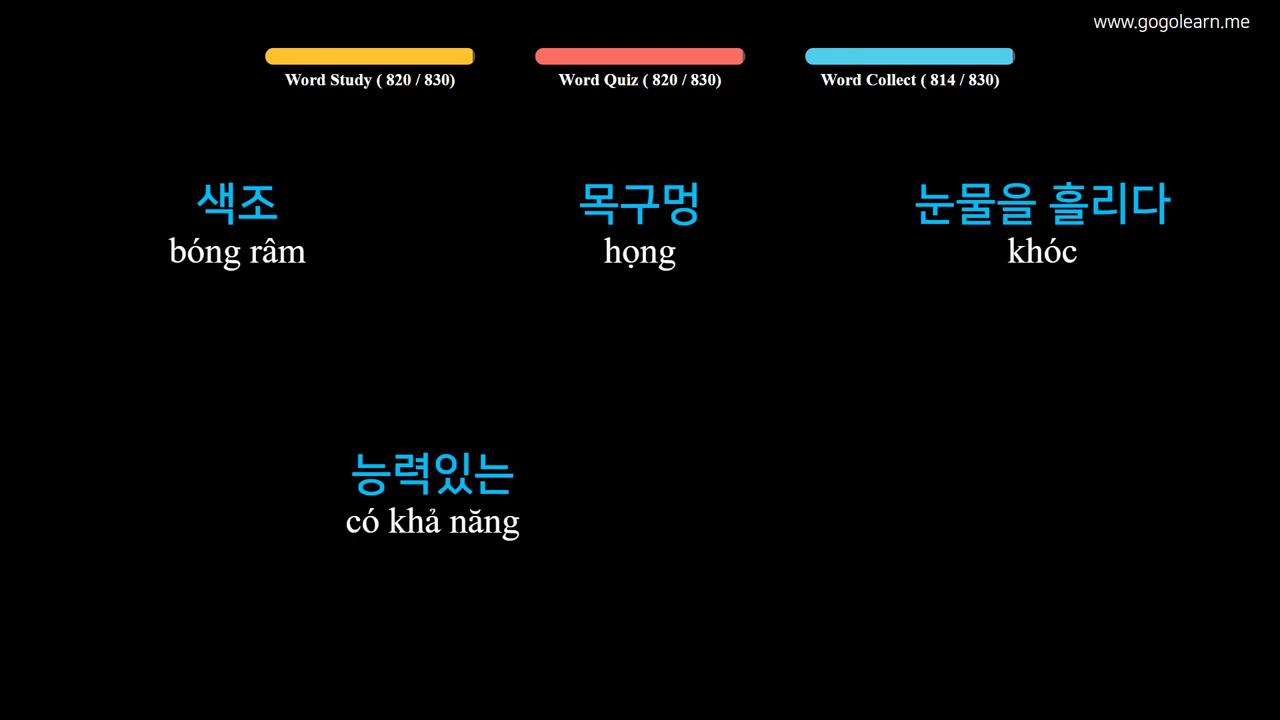 www.gogolearn.me
Word Study ( 820 / 830)
Word Quiz ( 820 / 830)
Word Collect ( 814 / 830)
색조
bóng râm
목구멍
họng
눈물을 흘리다
khóc
능력있는
có khả năng